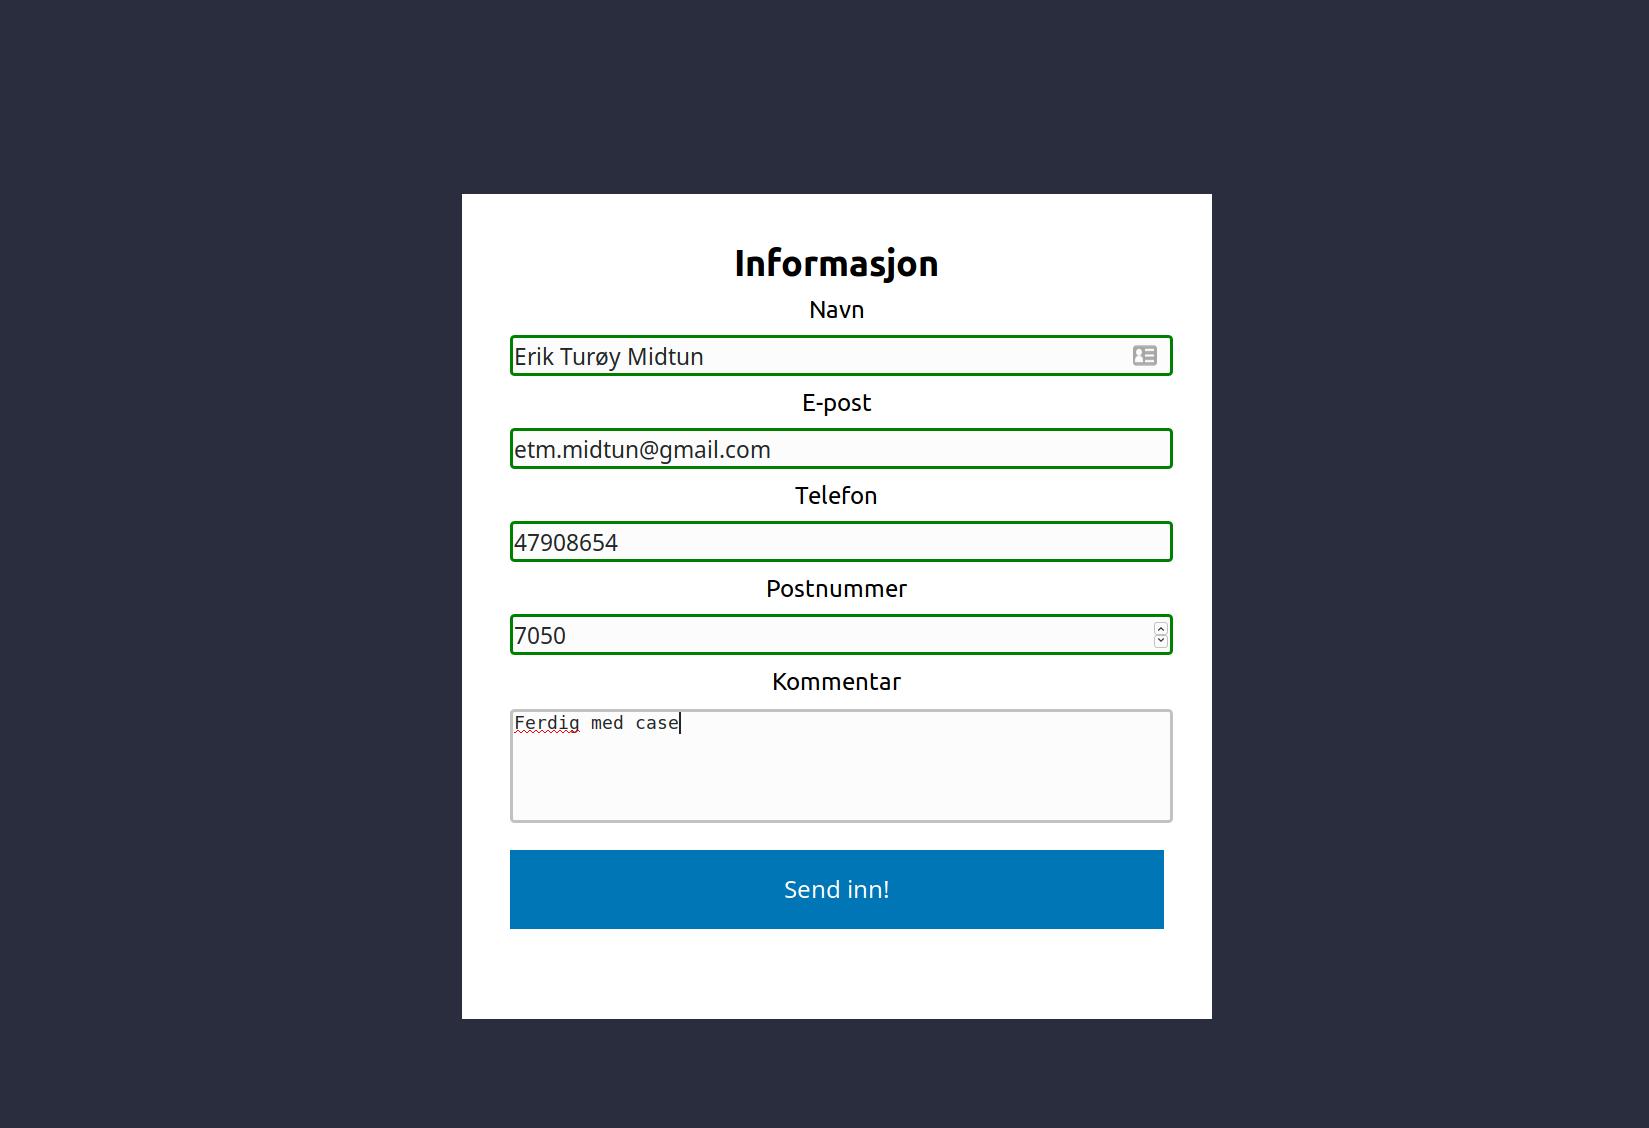 Informasjon
Navn
Erik Turøy Midtun
E-post
etm.midtun@gmail.com
Telefon
47908654
Postnummer
7050
Kommentar
Ferdig med case
Send inn!